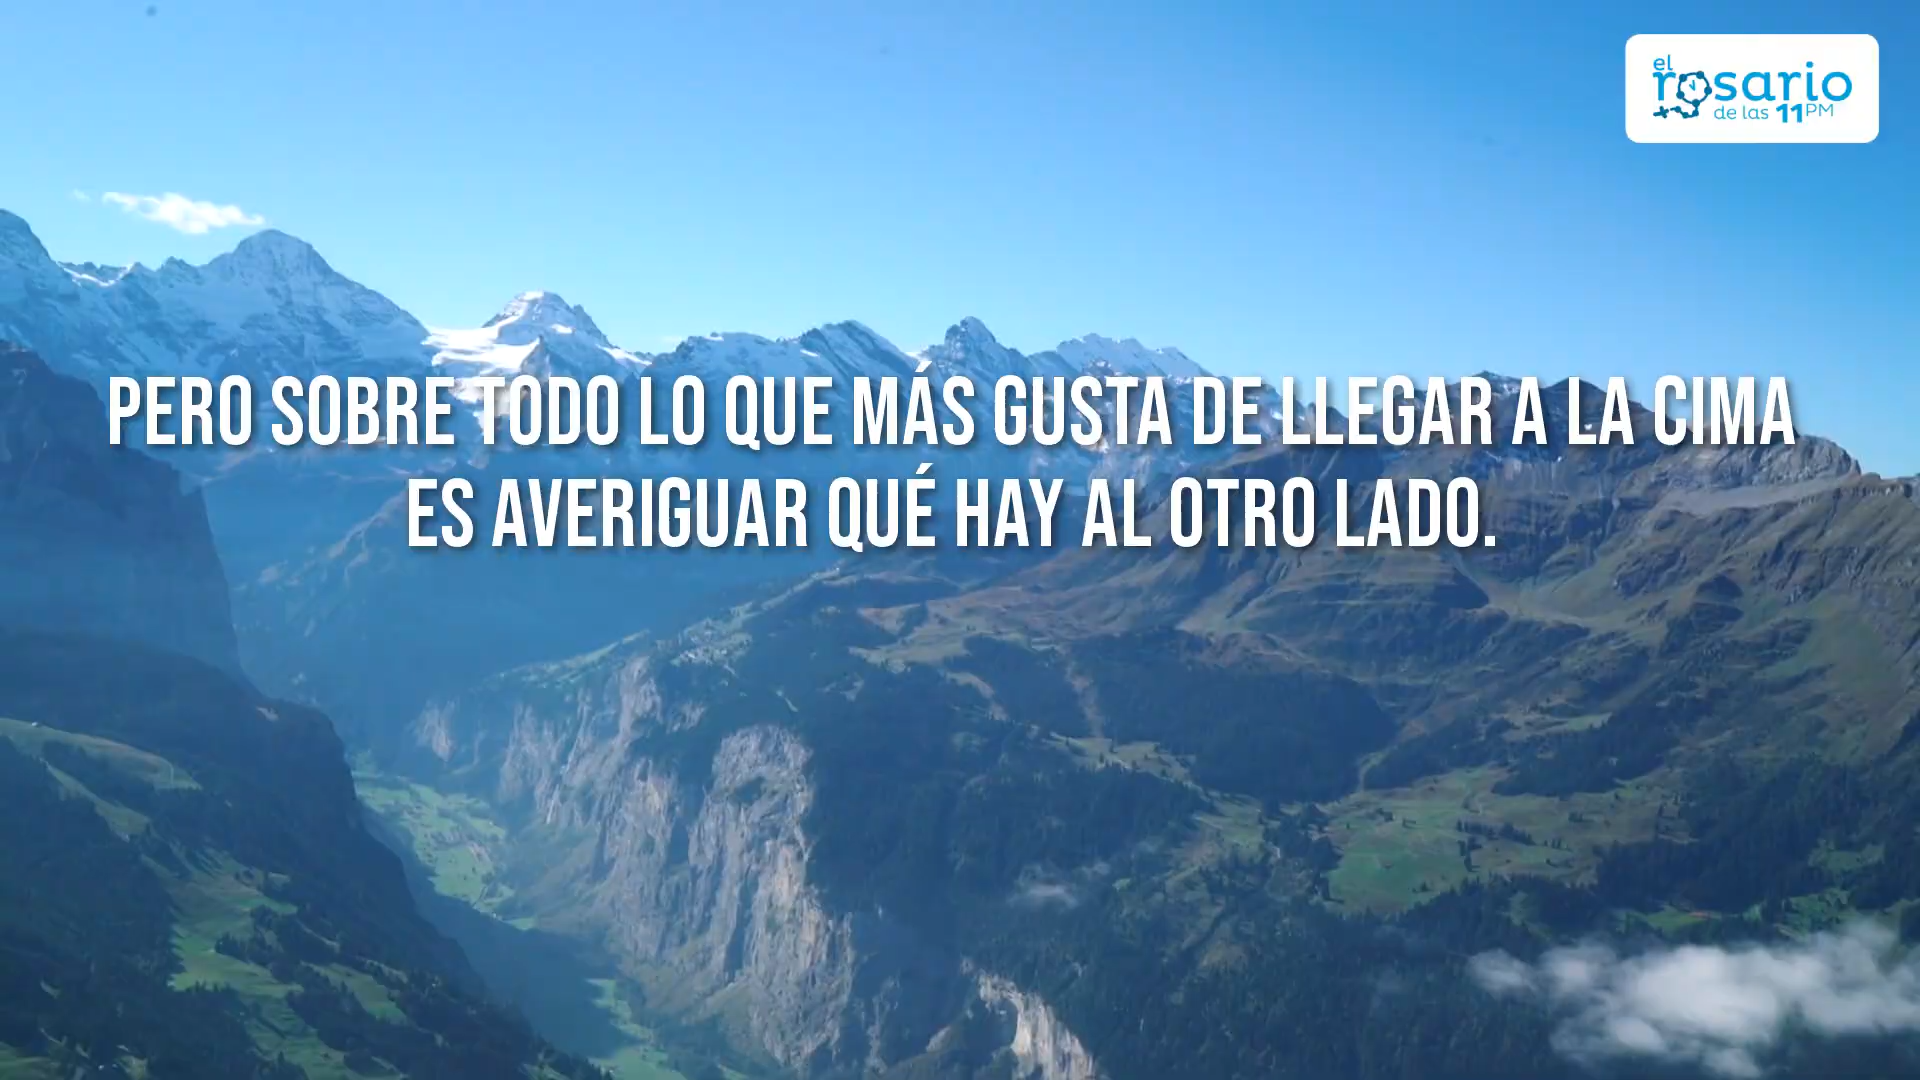 el
rosario
de las 11PM
PERO SOBRE TODO LO QUE MÁS GUSTA DE LLEGAR A LA CIMA
ES AVERIGUAR QUÉ HAY AL OTRO LADO.